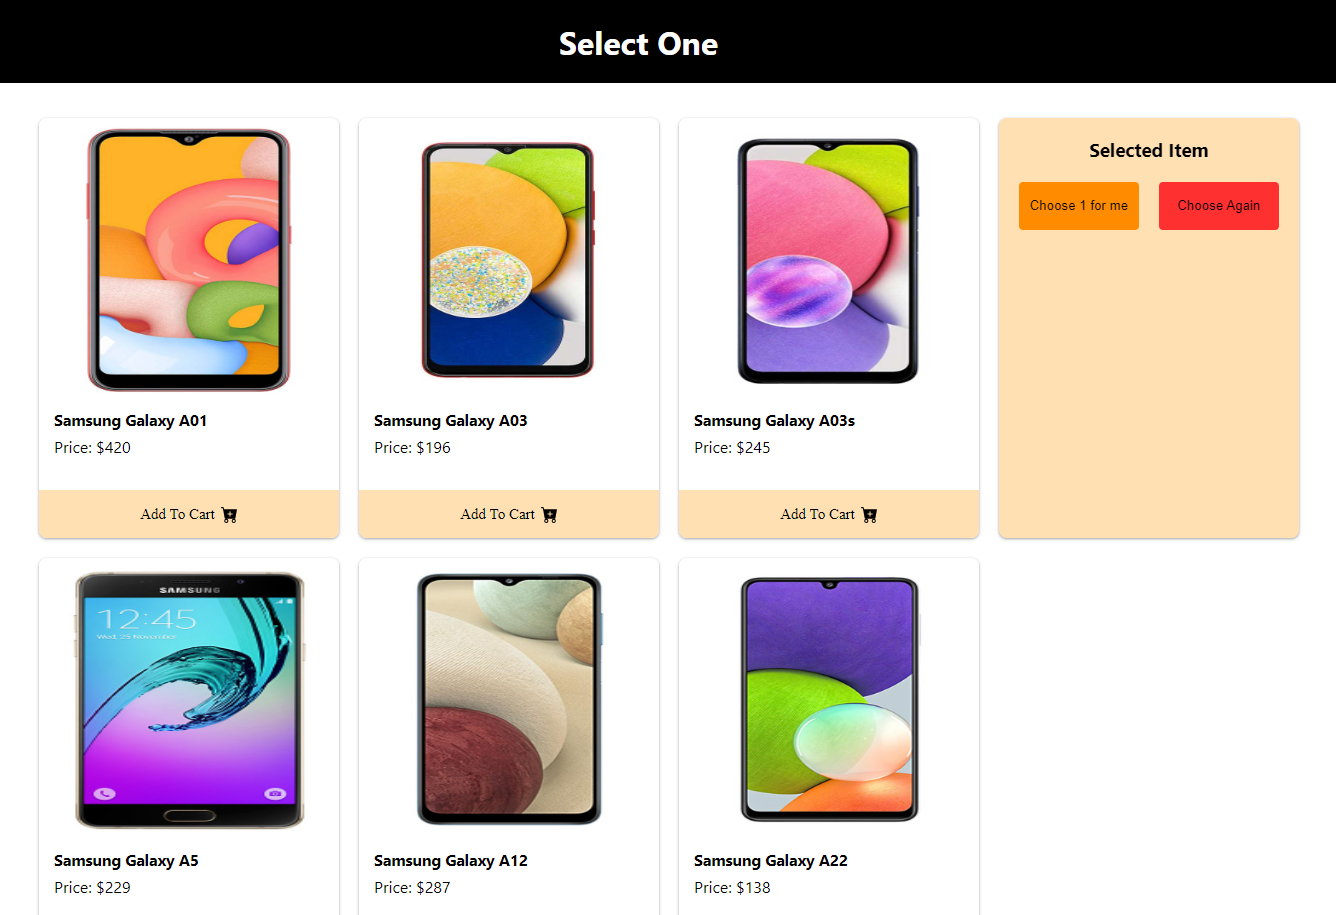 Select One
Selected Item
Choose 1 for me
Choose Again
Samsung Galaxy A01
Price: $420
Add To Cart
Samsung Galaxy A03
Price: $196
Add To Cart
Samsung Galaxy A03s
Price: $245
Add To Cart
SAMSUNG
12:45
Wed, 25 November
Samsung Galaxy A5
Price: $229
Samsung Galaxy A12
Price: $287
Samsung Galaxy A22
Price: $138